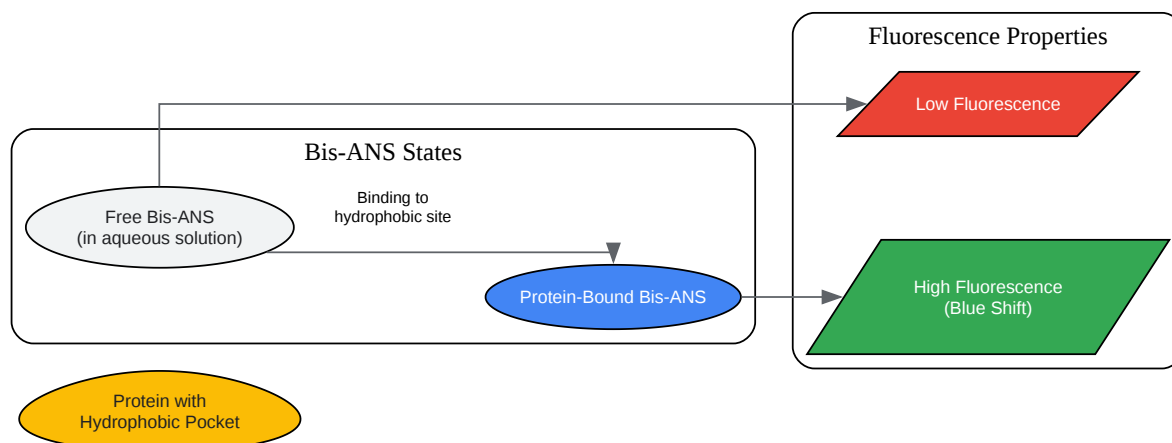 Fluorescence Properties
Low Fluorescence
Bis-ANS States
Binding to
hydrophobic site
Free Bis-ANS
(in aqueous solution)
Protein-Bound Bis-ANS
High Fluorescence
(Blue Shift)
Protein with
Hydrophobic Pocket